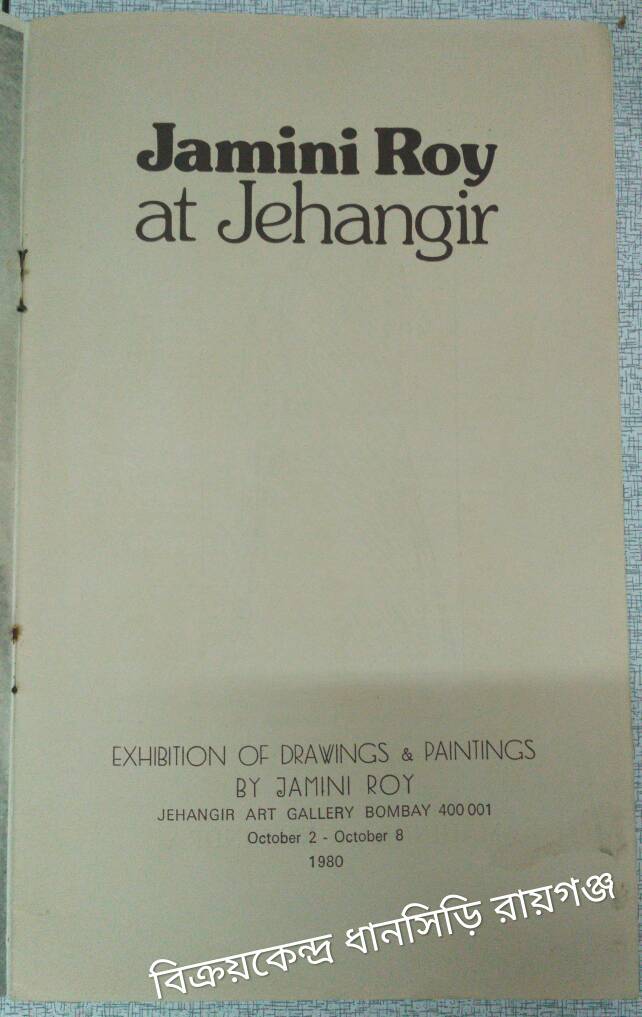 Jamini Roy
at Jehangir
EXHIBITION OF DRAWINGS & PAINTINGS
BY JAMINI ROY
JEHANGIR ART GALLERY BOMBAY 400 001
October 2 - October 8
1980
বিক্রয়কেন্দ্র ধানসিড়ি রায়গঞ্জ